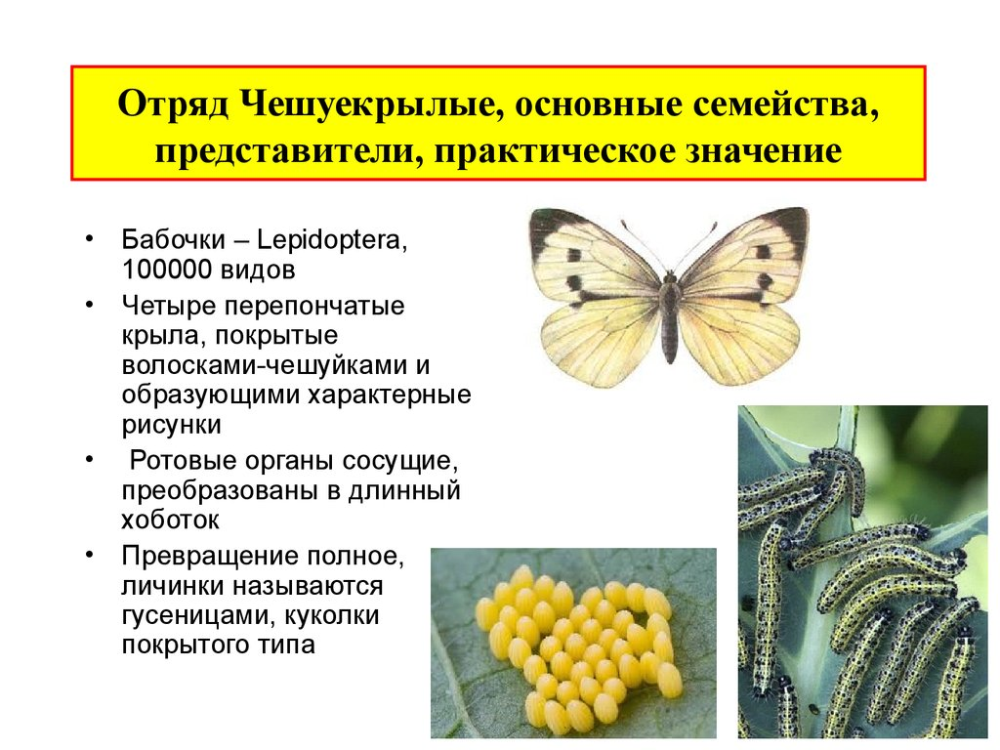 Отряд Чешуекрылые, основные семейства,
представители, практическое значение
• Бабочки – Lepidoptera,
100000 видов
• Четыре перепончатые
крыла, покрытые
волосками-чешуйками и
образующими характерные
рисунки
• Ротовые органы сосущие,
преобразованы в длинный
хоботок
• Превращение полное,
личинки называются
гусеницами, куколки
покрытого типа